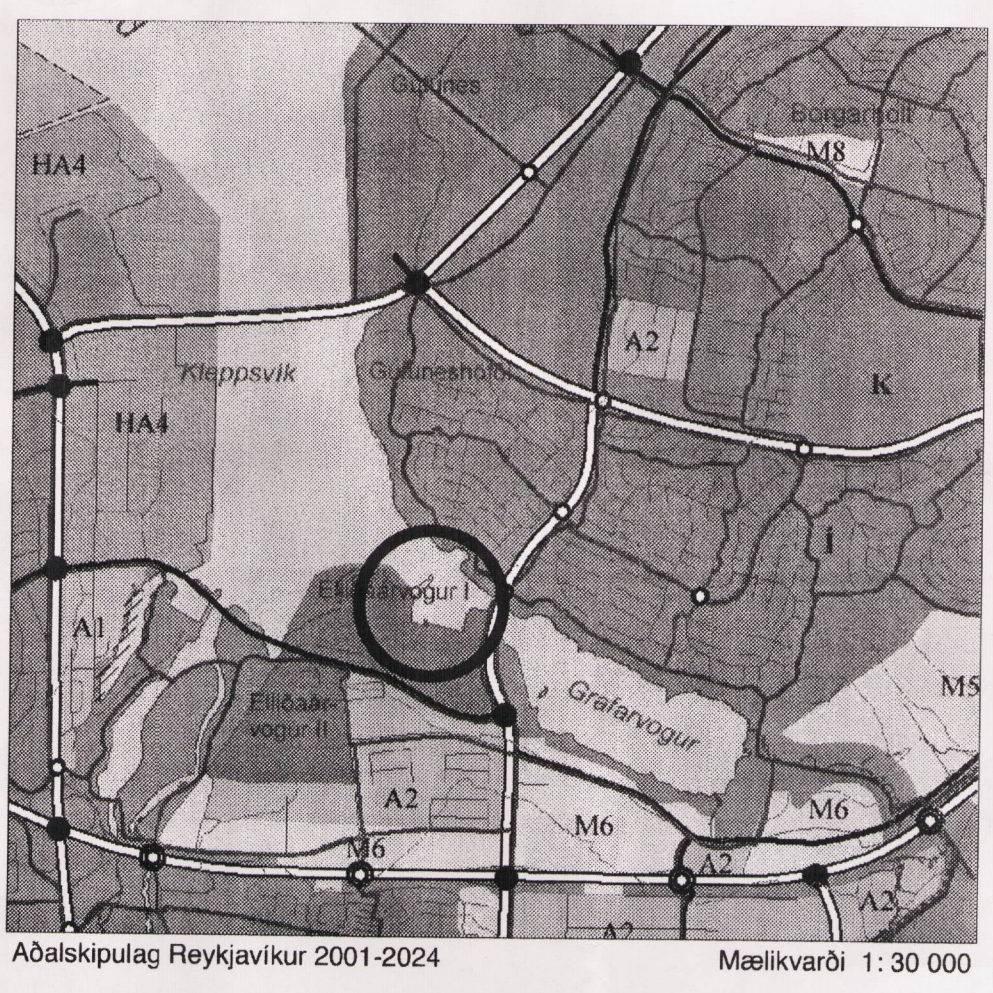 Gufunes
Borgarholt
M8
HA4
A2
Kleppsvík
Gufuneshöfði
K
HA4
Í
Elliðaárvogur I
A1
M5
Grafarvogur
Elliðaár-
vogur II
A2
M6
M6
M6
A2
A2
A2
Aðalskipulag Reykjavíkur 2001-2024
Mælikvarði 1: 30 000